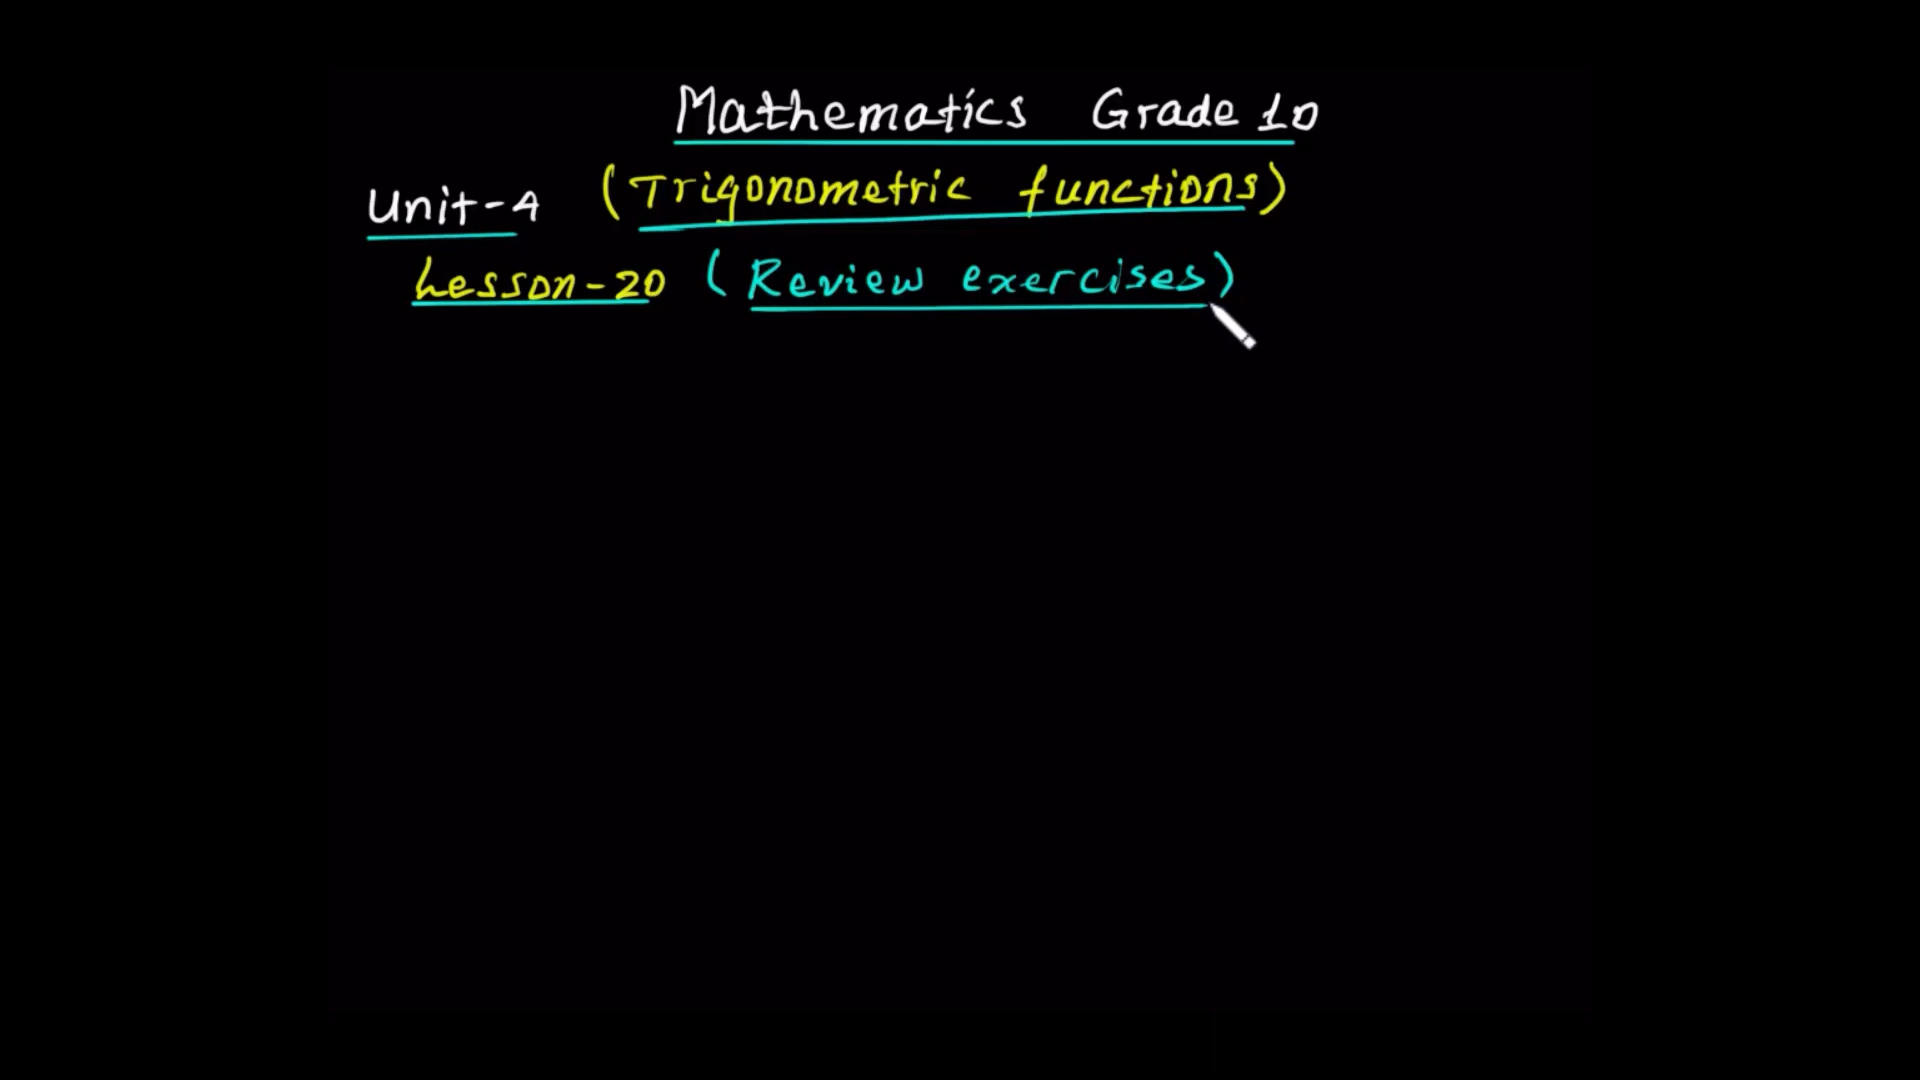 Mathematics Grade 10
Unit-4 (Trigonometric functions)
Lesson-20 (Review exercises)